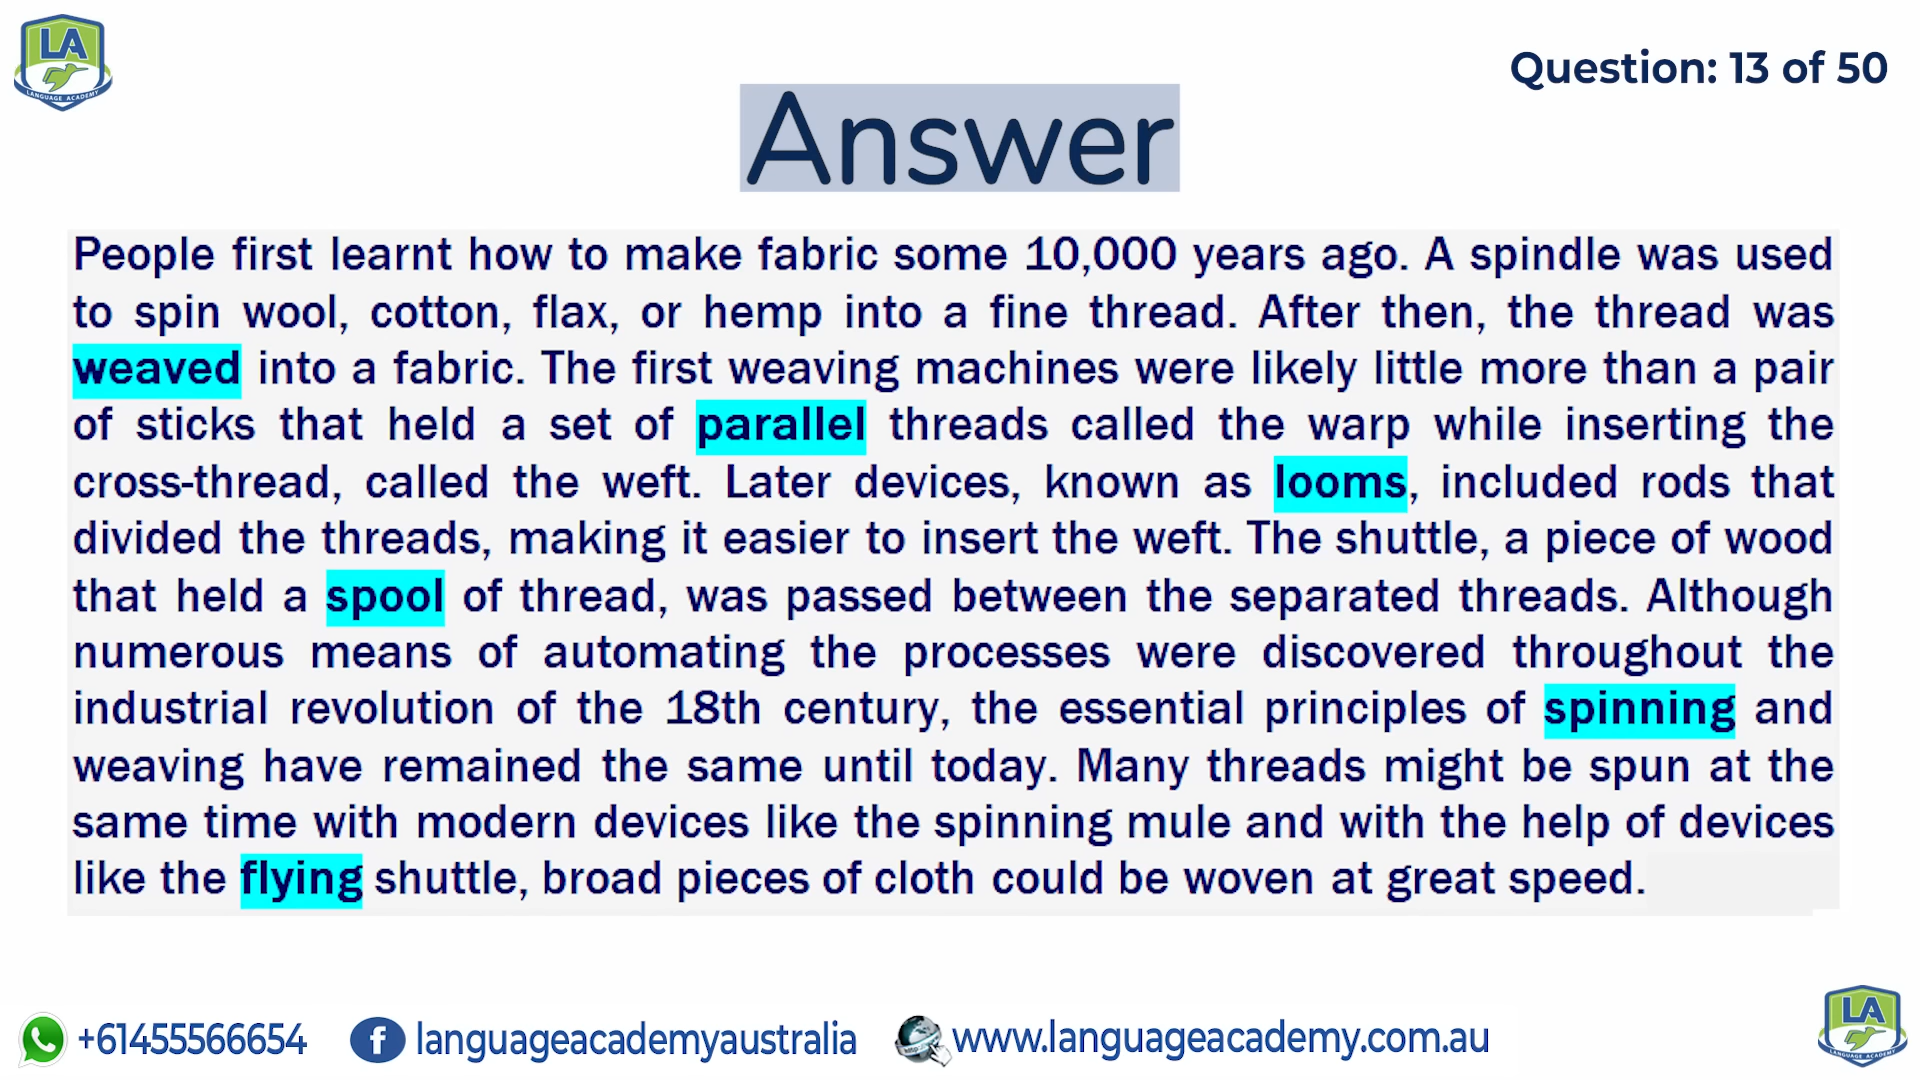 LA
LANGUAGE ACADEMY
Question: 13 of 50
Answer
People first learnt how to make fabric some 10,000 years ago. A spindle was used
to spin wool, cotton, flax, or hemp into a fine thread. After then, the thread was
weaved into a fabric. The first weaving machines were likely little more than a pair
of sticks that held a set of parallel threads called the warp while inserting the
cross-thread, called the weft. Later devices, known as looms, included rods that
divided the threads, making it easier to insert the weft. The shuttle, a piece of wood
that held a spool of thread, was passed between the separated threads. Although
numerous means of automating the processes were discovered throughout the
industrial revolution of the 18th century, the essential principles of spinning and
weaving have remained the same until today. Many threads might be spun at the
same time with modern devices like the spinning mule and with the help of devices
like the flying shuttle, broad pieces of cloth could be woven at great speed.
+61455566654
languageacademyaustralia
www.languageacademy.com.au
LA
LANGUAGE ACADEMY